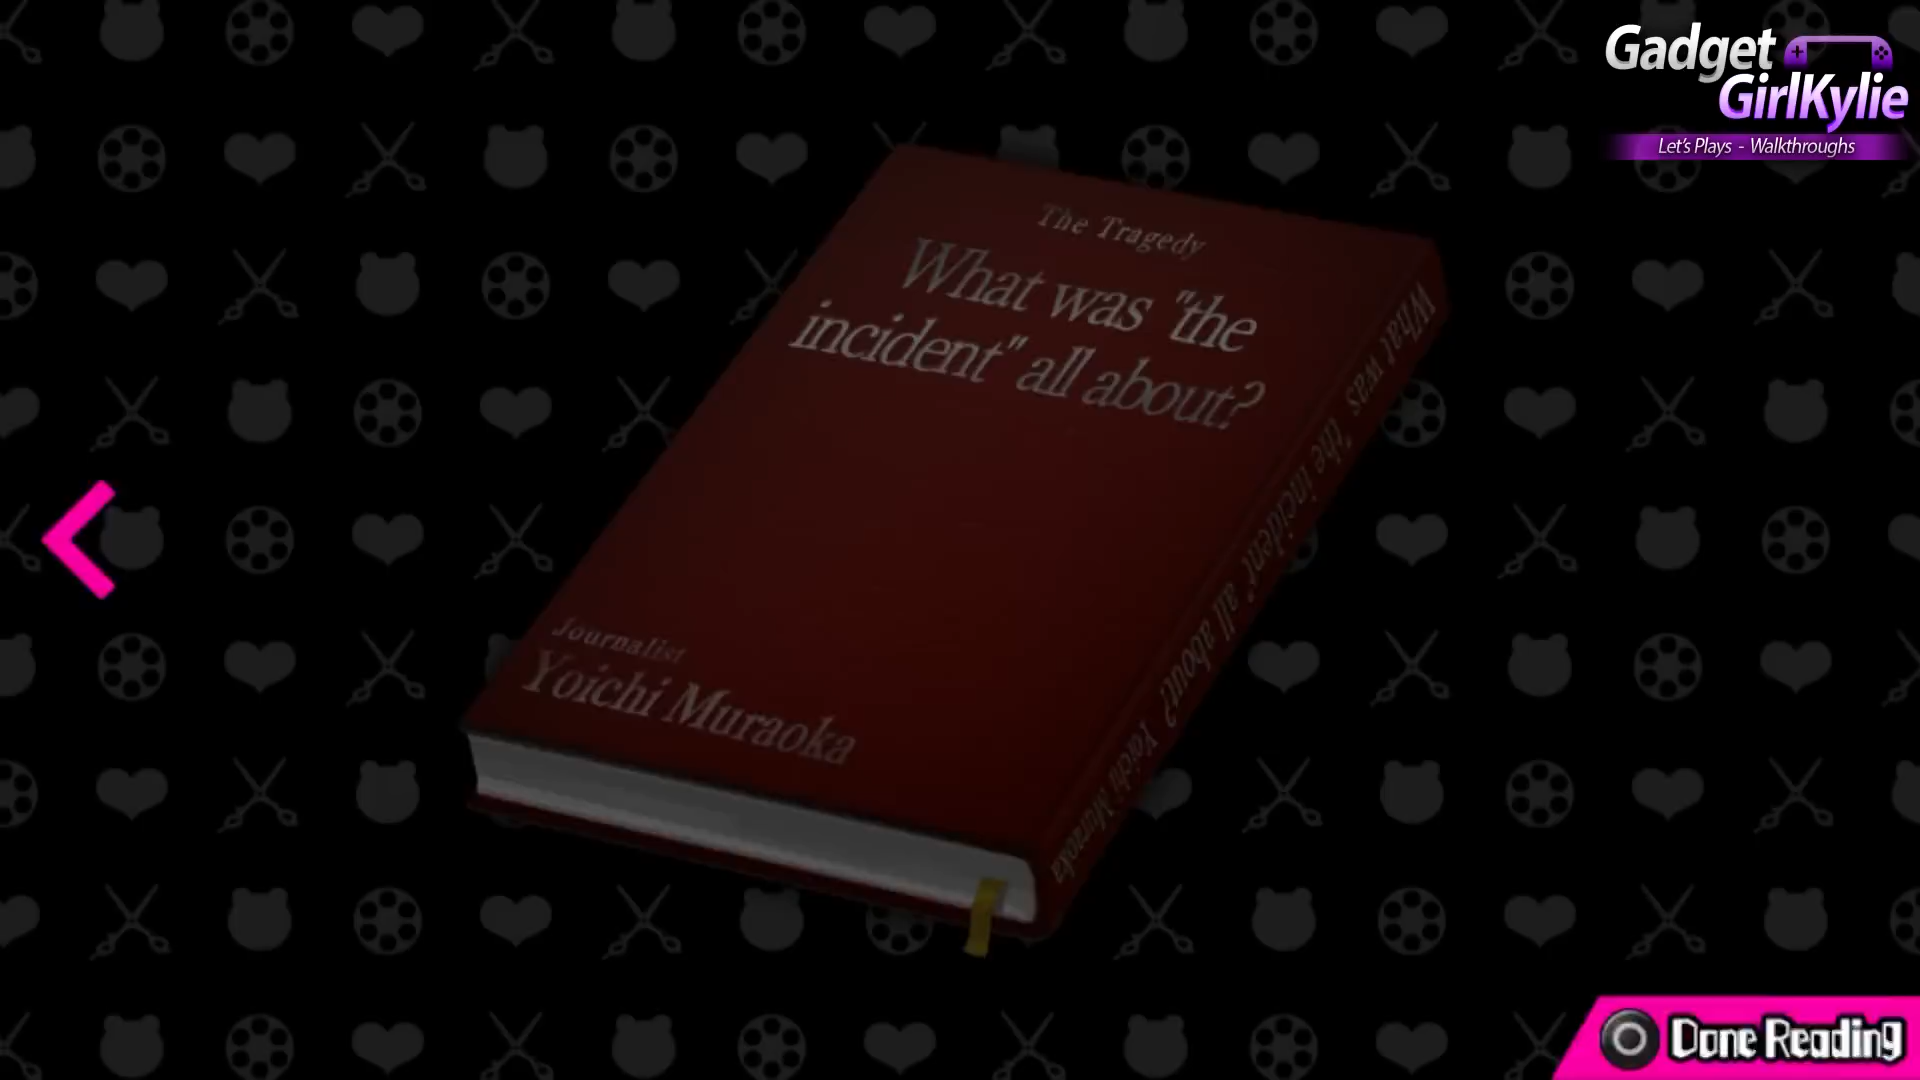 Gadget
GirlKylie
Let's Plays - Walkthroughs
The Tragedy
What was "the
incident" all about?
Journalist
Yoichi Muraoka
What was "the incident" all about? Yoichi Muraoka
Done Reading